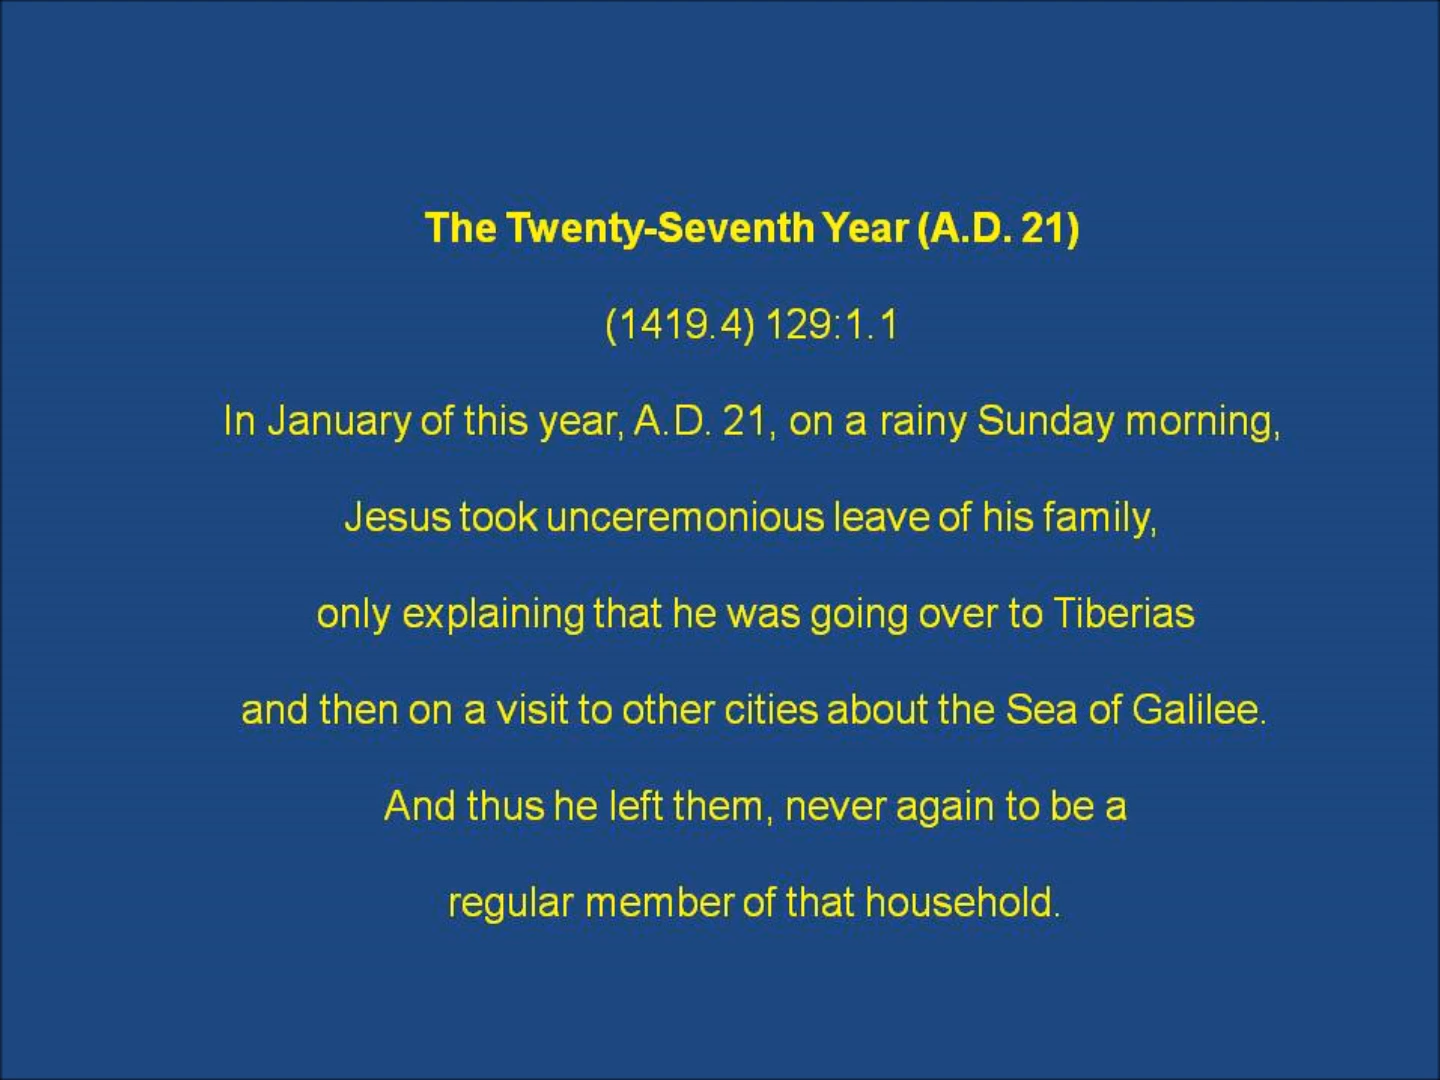 The Twenty-Seventh Year (A.D. 21)
(1419.4) 129:1.1
In January of this year, A.D. 21, on a rainy Sunday morning,
Jesus took unceremonious leave of his family,
only explaining that he was going over to Tiberias
and then on a visit to other cities about the Sea of Galilee.
And thus he left them, never again to be a
regular member of that household.